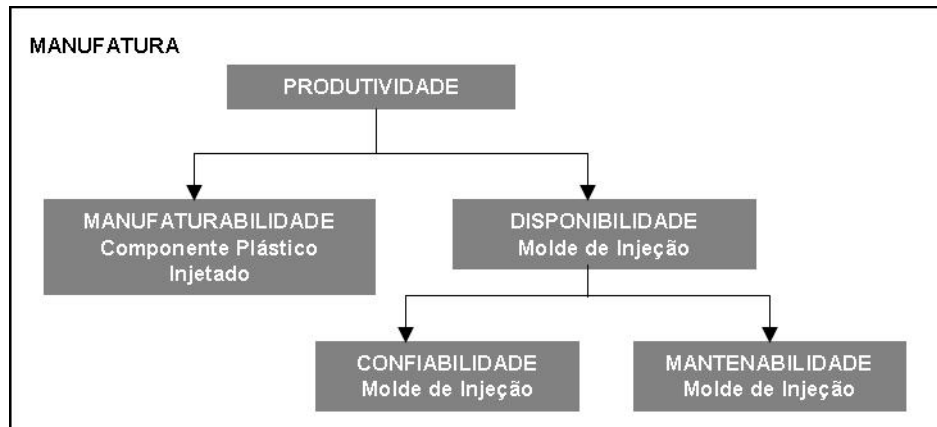 MANUFATURA
PRODUTIVIDADE
MANUFATURABILIDADE
Componente Plástico
Injetado
DISPONIBILIDADE
Molde de Injeção
CONFIABILIDADE
Molde de Injeção
MANTENABILIDADE
Molde de Injeção